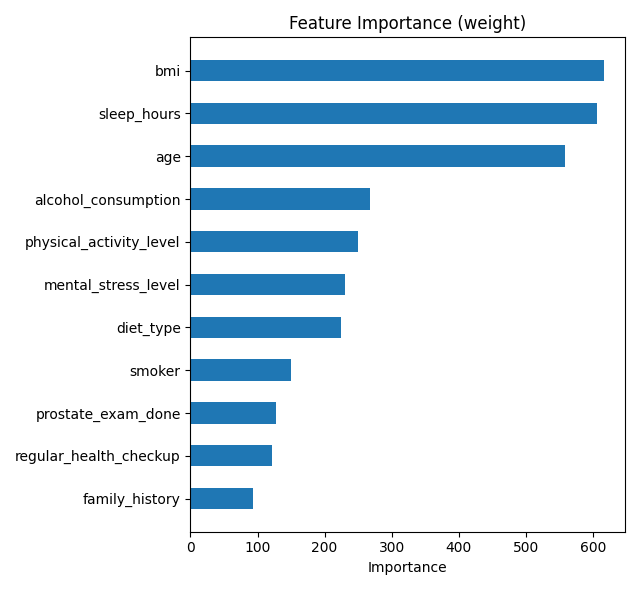 Feature Importance (weight)
bmi
sleep_hours
age
alcohol_consumption
physical_activity_level
mental_stress_level
diet_type
smoker
prostate_exam_done
regular_health_checkup
family_history
0 100 200 300 400 500 600
Importance